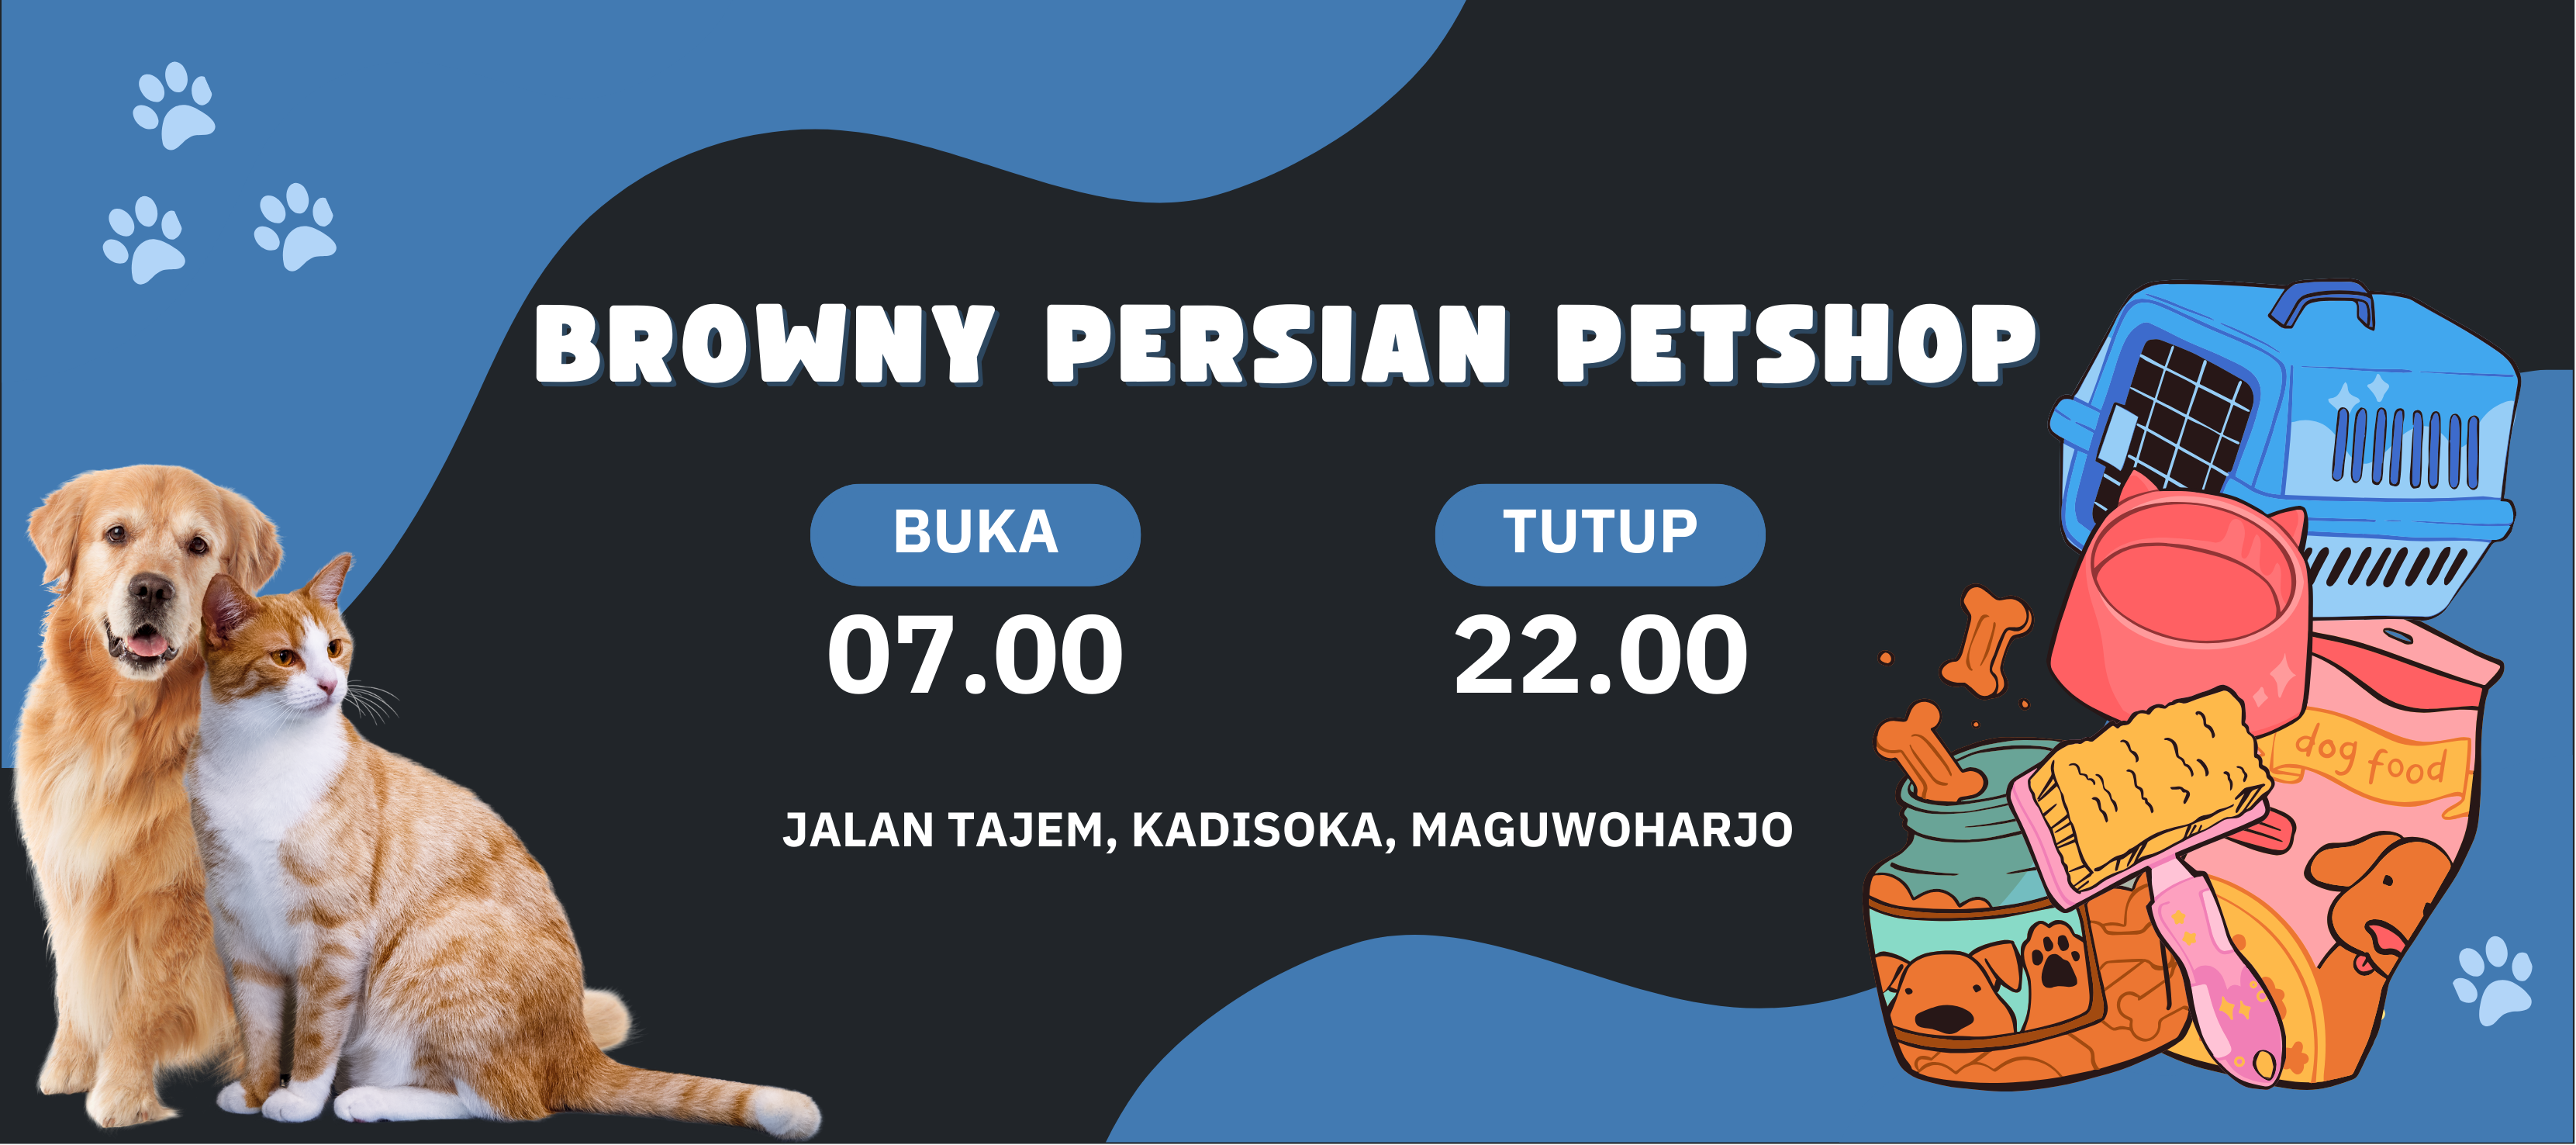 BROWNY PERSIAN PETSHOP
BUKA
TUTUP
07.00
22.00
dog food
JALAN TAJEM, KADISOKA, MAGUWOHARJO